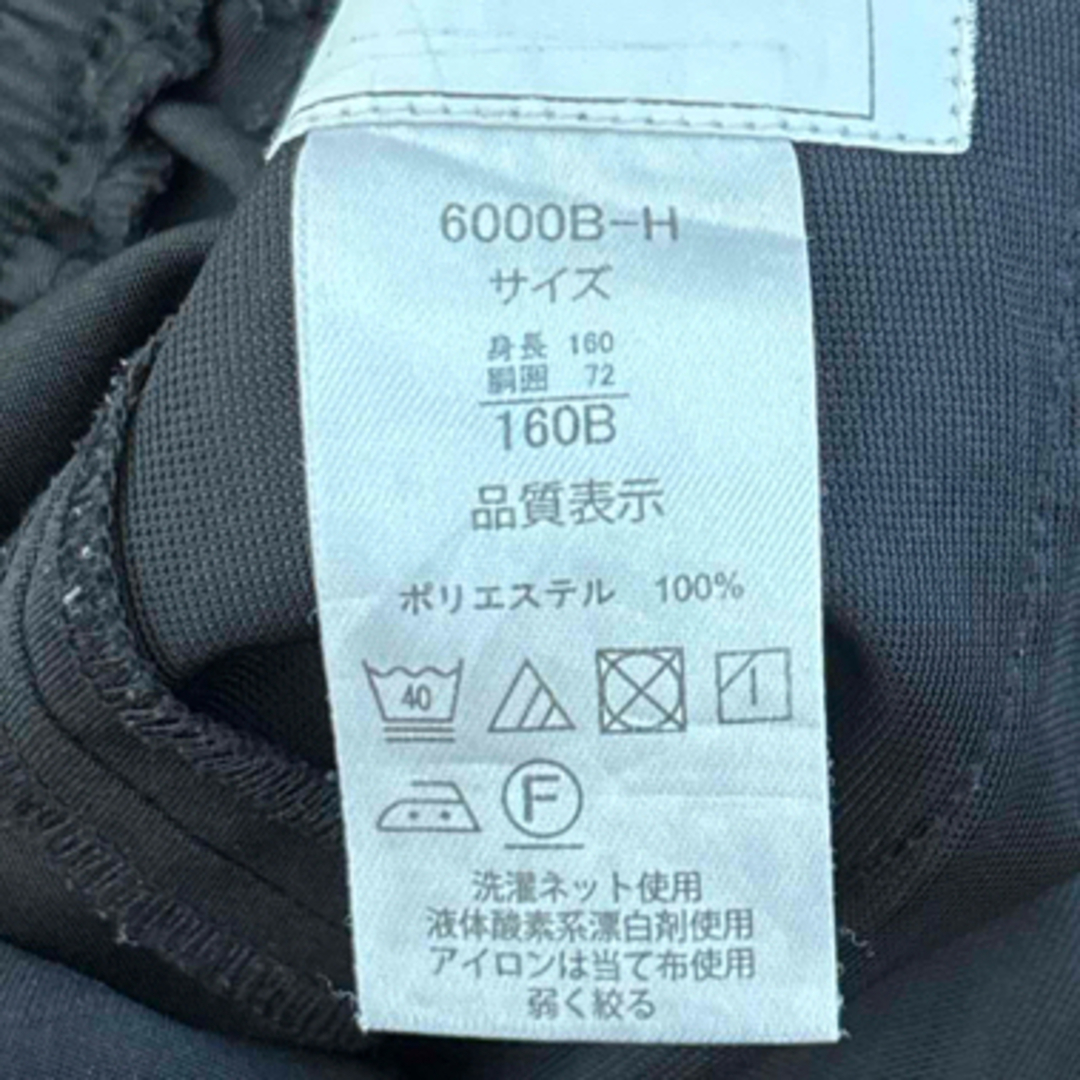 6000B-H
サイズ
身長 160
胴囲 72
160B
品質表示
ポリエステル 100%
40
F
洗濯ネット使用
液体酸素系漂白剤使用
アイロンは当て布使用
弱く絞る